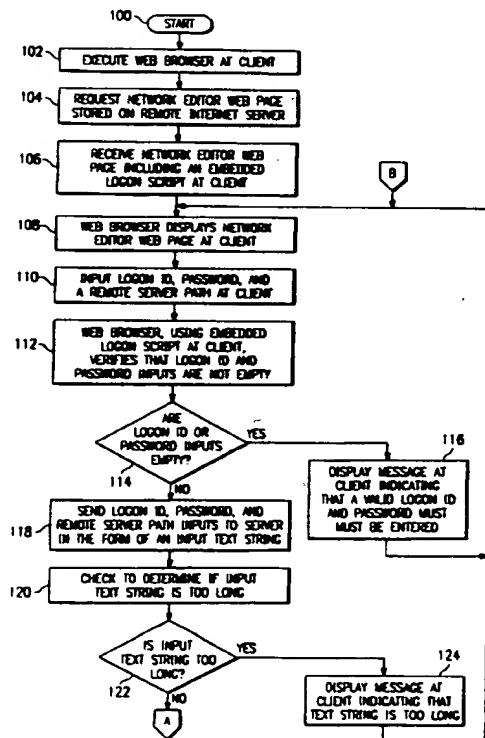 100
START
102
EXECUTE WEB BROWSER AT CLIENT
104
REQUEST NETWORK EDITOR WEB PAGE
STORED ON REMOTE INTERNET SERVER
106
RECEIVE NETWORK EDITOR WEB
PAGE INCLUDING AN EMBEDDED
LOGON SCRIPT AT CLIENT
B
108
WEB BROWSER DISPLAYS NETWORK
EDITOR WEB PAGE AT CLIENT
110
INPUT LOGON ID, PASSWORD, AND
A REMOTE SERVER PATH AT CLIENT
112
WEB BROWSER, USING EMBEDDED
LOGON SCRIPT AT CLIENT,
VERIFIES THAT LOGON ID AND
PASSWORD INPUTS ARE NOT EMPTY
ARE
LOGON ID OR
PASSWORD INPUTS
EMPTY?
114
YES
NO
116
DISPLAY MESSAGE AT
CLIENT INDICATING
THAT A VALID LOGON ID
AND PASSWORD MUST
MUST BE ENTERED
118
SEND LOGON ID, PASSWORD, AND
REMOTE SERVER PATH INPUTS TO SERVER
IN THE FORM OF AN INPUT TEXT STRING
120
CHECK TO DETERMINE IF INPUT
TEXT STRING IS TOO LONG
IS INPUT
TEXT STRING TOO
LONG?
122
YES
NO
124
DISPLAY MESSAGE AT
CLIENT INDICATING THAT
TEXT STRING IS TOO LONG
A